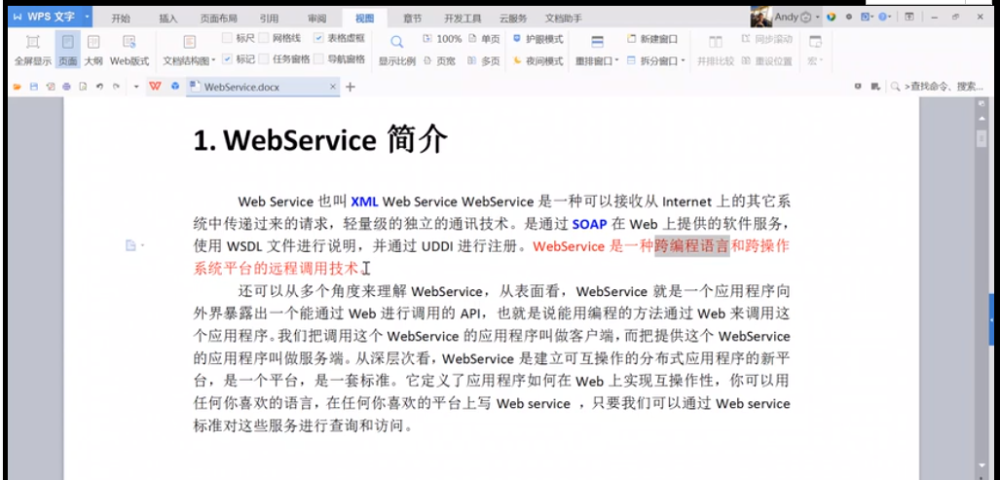 WPS 文字 开始 插入 页面布局 引用 审阅 视图 章节 开发工具 云服务 文档助手 Andy
标尺 网格线 表格虚框 100% 单页 护眼模式 新建窗口 同步滚动
全屏显示 页面 大纲 Web版式 文档结构图 标记 任务窗格 导航窗格 显示比例 页宽 多页 夜间模式 重排窗口 拆分窗口 并排比较 重设位置 宏
WebService.docx × + >查找命令、搜索...
1. WebService 简介
Web Service 也叫 XML Web Service WebService 是一种可以接收从 Internet 上的其它系
统中传递过来的请求，轻量级的独立的通讯技术。是通过 SOAP 在 Web 上提供的软件服务，
使用 WSDL 文件进行说明，并通过 UDDI 进行注册。WebService 是一种跨编程语言和跨操作
系统平台的远程调用技术。
还可以从多个角度来理解 WebService，从表面看，WebService 就是一个应用程序向
外界暴露出一个能通过 Web 进行调用的 API，也就是说能用编程的方法通过 Web 来调用这
个应用程序。我们把调用这个 WebService 的应用程序叫做客户端，而把提供这个 WebService
的应用程序叫做服务端。从深层次看，WebService 是建立可互操作的分布式应用程序的新平
台，是一个平台，是一套标准。它定义了应用程序如何在 Web 上实现互操作性，你可以用
任何你喜欢的语言，在任何你喜欢的平台上写 Web service ，只要我们可以通过 Web service
标准对这些服务进行查询和访问。